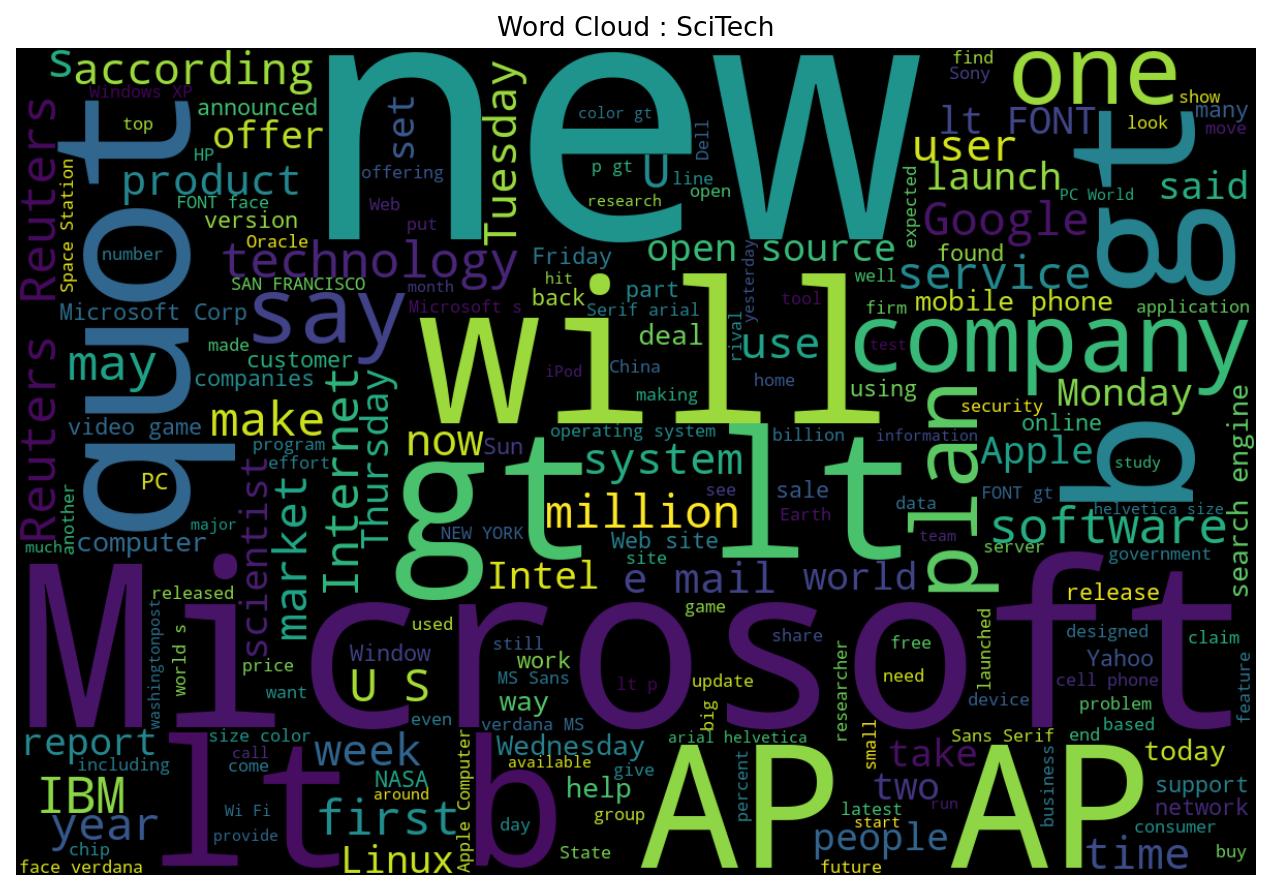 Word Cloud : SciTech
s
according
new
find
Sony
one
show
Windows XP
announced
top
offer
HP
set
Tuesday
color gt
Dell
lt FONT
many
move
look
user
quot
Reuters Reuters
product
offering
p gt
U
line
open
research
launch
PC World
said
gt b
Space Station
FONT face
version
Web
put
expected
Google
Oracle
number
technology
Friday
open source
found
service
SAN FRANCISCO
month
hit
back
part
yesterday
tool
well
firm
mobile phone
application
Microsoft Corp
say
Microsoft s
Serif arial
deal
rival
use
company
test
may
made
customer
companies
will
iPod
China
home
making
using
plan
Monday
video game
make
Internet
Thursday
security
online
search engine
now
Sun
operating system
billion
information
program
effort
scientist
market
system
Apple
study
PC
gt lt
million
see
sale
data
FONT gt
helvetica size
another
much
major
computer
NEW YORK
Earth
Web site
site
team
server
software
government
Microsoft
Intel
e mail
world
released
release
washingtonpost
world s
used
game
share
researcher
free
launched
designed
claim
price
Window
still
work
Yahoo
cell phone
feature
want
U S
MS Sans
lt p
update
need
device
problem
even
verdana MS
way
big
small
based
report
size color
week
Wednesday
arial helvetica
Sans Serif
end
today
including
call
come
lt b
Apple Computer
available
give
AP AP
percent
take
business
support
IBM
NASA
around
help
two
network
year
Wi Fi
provide
first
day
group
latest
run
start
people
consumer
time
chip
face verdana
Linux
State
future
buy